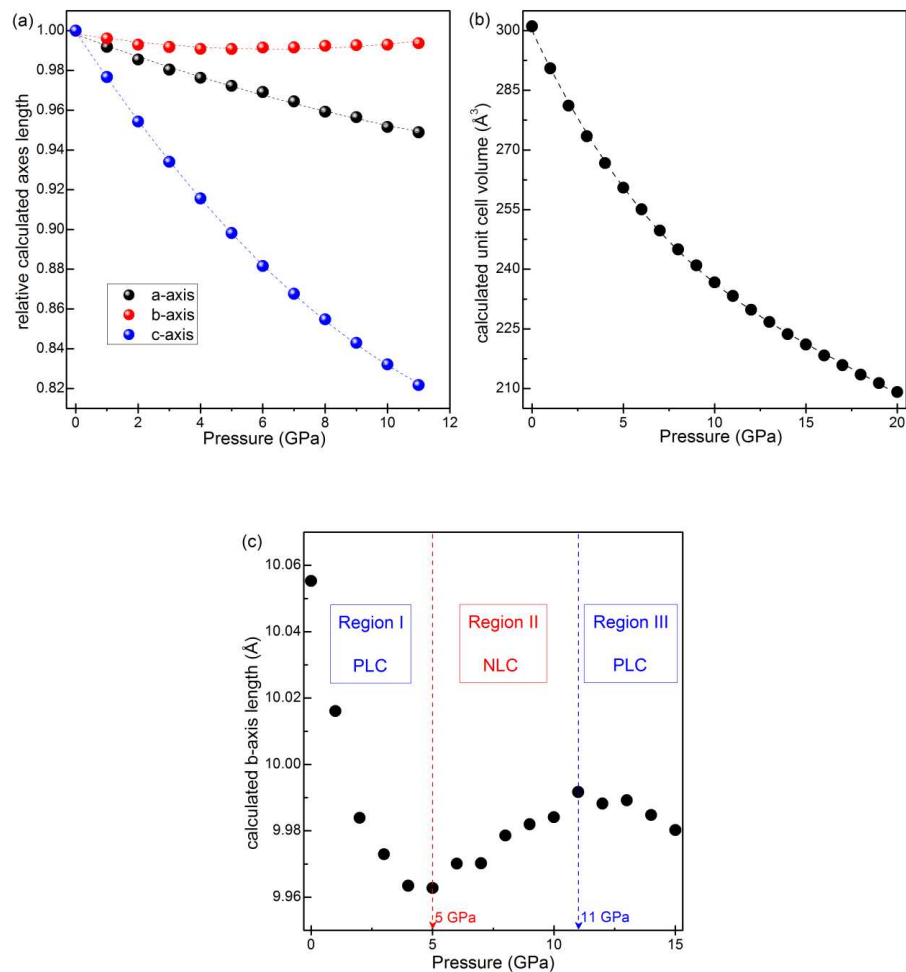 (a)
1.00
0.98
0.96
0.94
0.92
0.90
0.88
0.86
0.84
0.82
relative calculated axes length
a-axis
b-axis
c-axis
0 2 4 6 8 10 12
Pressure (GPa)
(b)
300
285
270
255
240
225
210
calculated unit cell volume (Å³)
0 5 10 15 20
Pressure (GPa)
(c)
10.06
10.04
10.02
10.00
9.98
9.96
calculated b-axis length (Å)
Region I
PLC
Region II
NLC
Region III
PLC
5 GPa
11 GPa
0 5 10 15
Pressure (GPa)